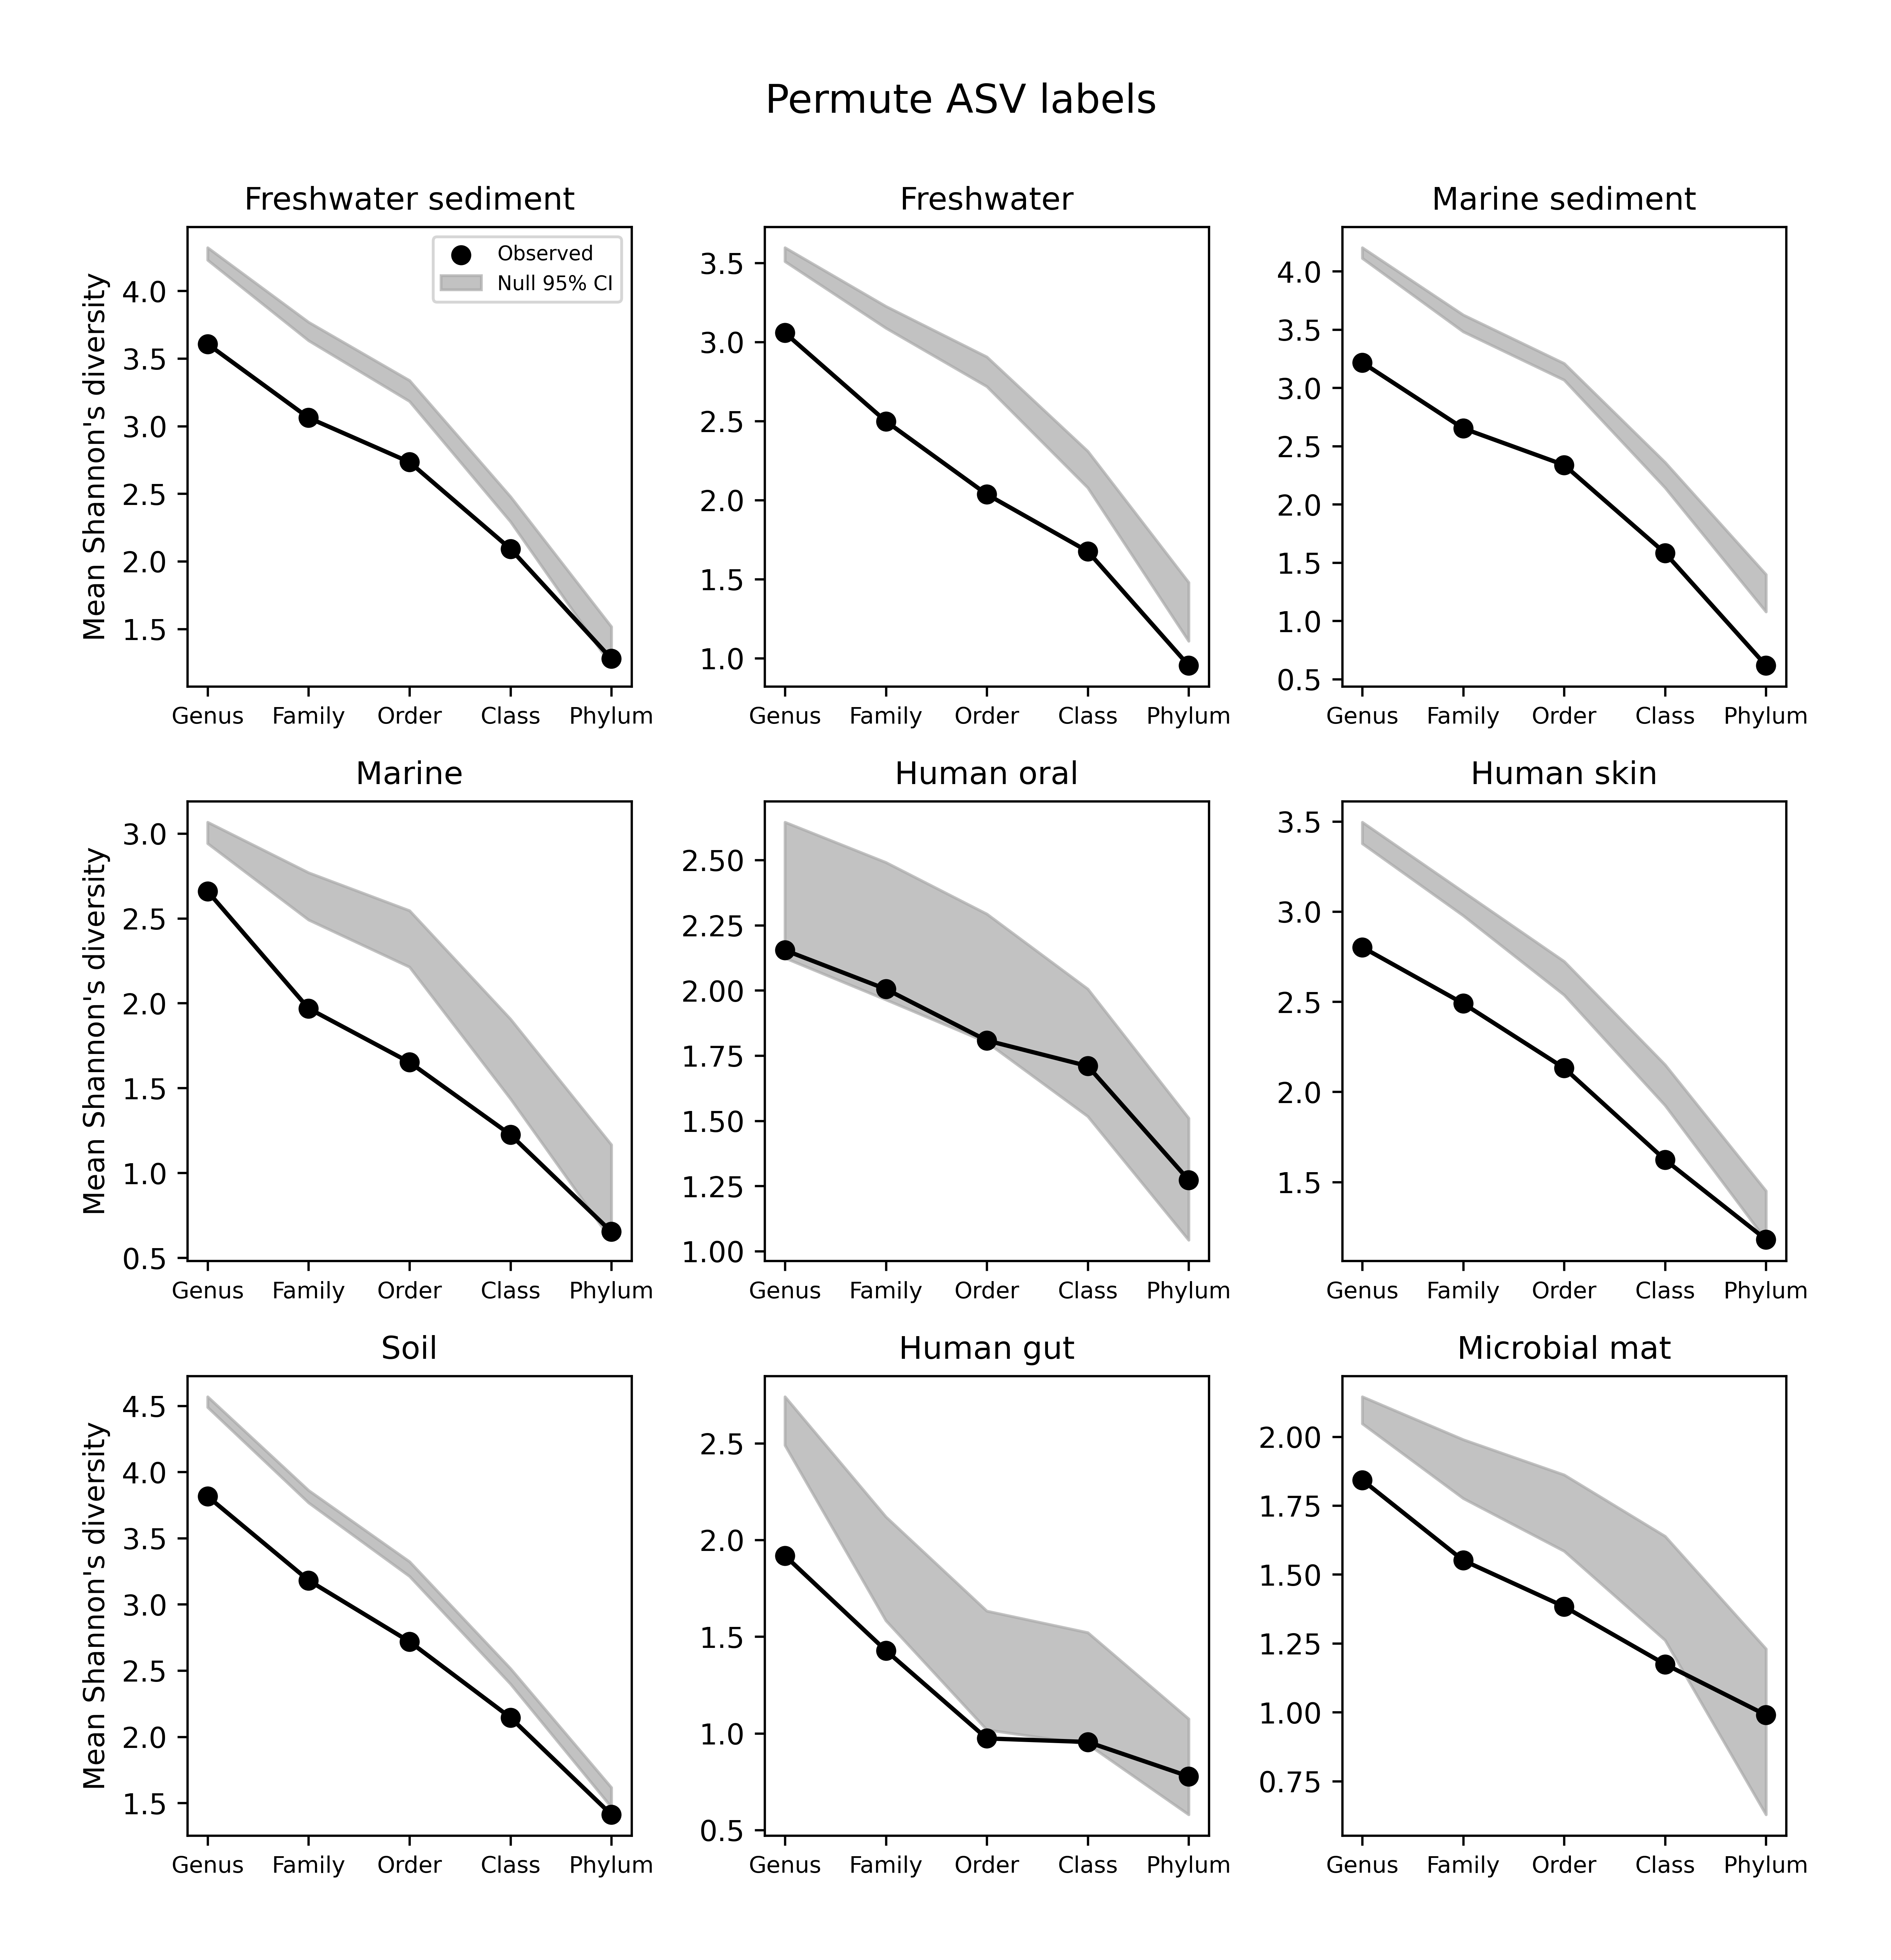 Permute ASV labels
Freshwater sediment
Mean Shannon's diversity
4.0
3.5
3.0
2.5
2.0
1.5
Observed
Null 95% CI
Genus Family Order Class Phylum
Freshwater
3.5
3.0
2.5
2.0
1.5
1.0
Genus Family Order Class Phylum
Marine sediment
4.0
3.5
3.0
2.5
2.0
1.5
1.0
0.5
Genus Family Order Class Phylum
Marine
Mean Shannon's diversity
3.0
2.5
2.0
1.5
1.0
0.5
Genus Family Order Class Phylum
Human oral
2.50
2.25
2.00
1.75
1.50
1.25
1.00
Genus Family Order Class Phylum
Human skin
3.5
3.0
2.5
2.0
1.5
Genus Family Order Class Phylum
Soil
Mean Shannon's diversity
4.5
4.0
3.5
3.0
2.5
2.0
1.5
Genus Family Order Class Phylum
Human gut
2.5
2.0
1.5
1.0
0.5
Genus Family Order Class Phylum
Microbial mat
2.00
1.75
1.50
1.25
1.00
0.75
Genus Family Order Class Phylum